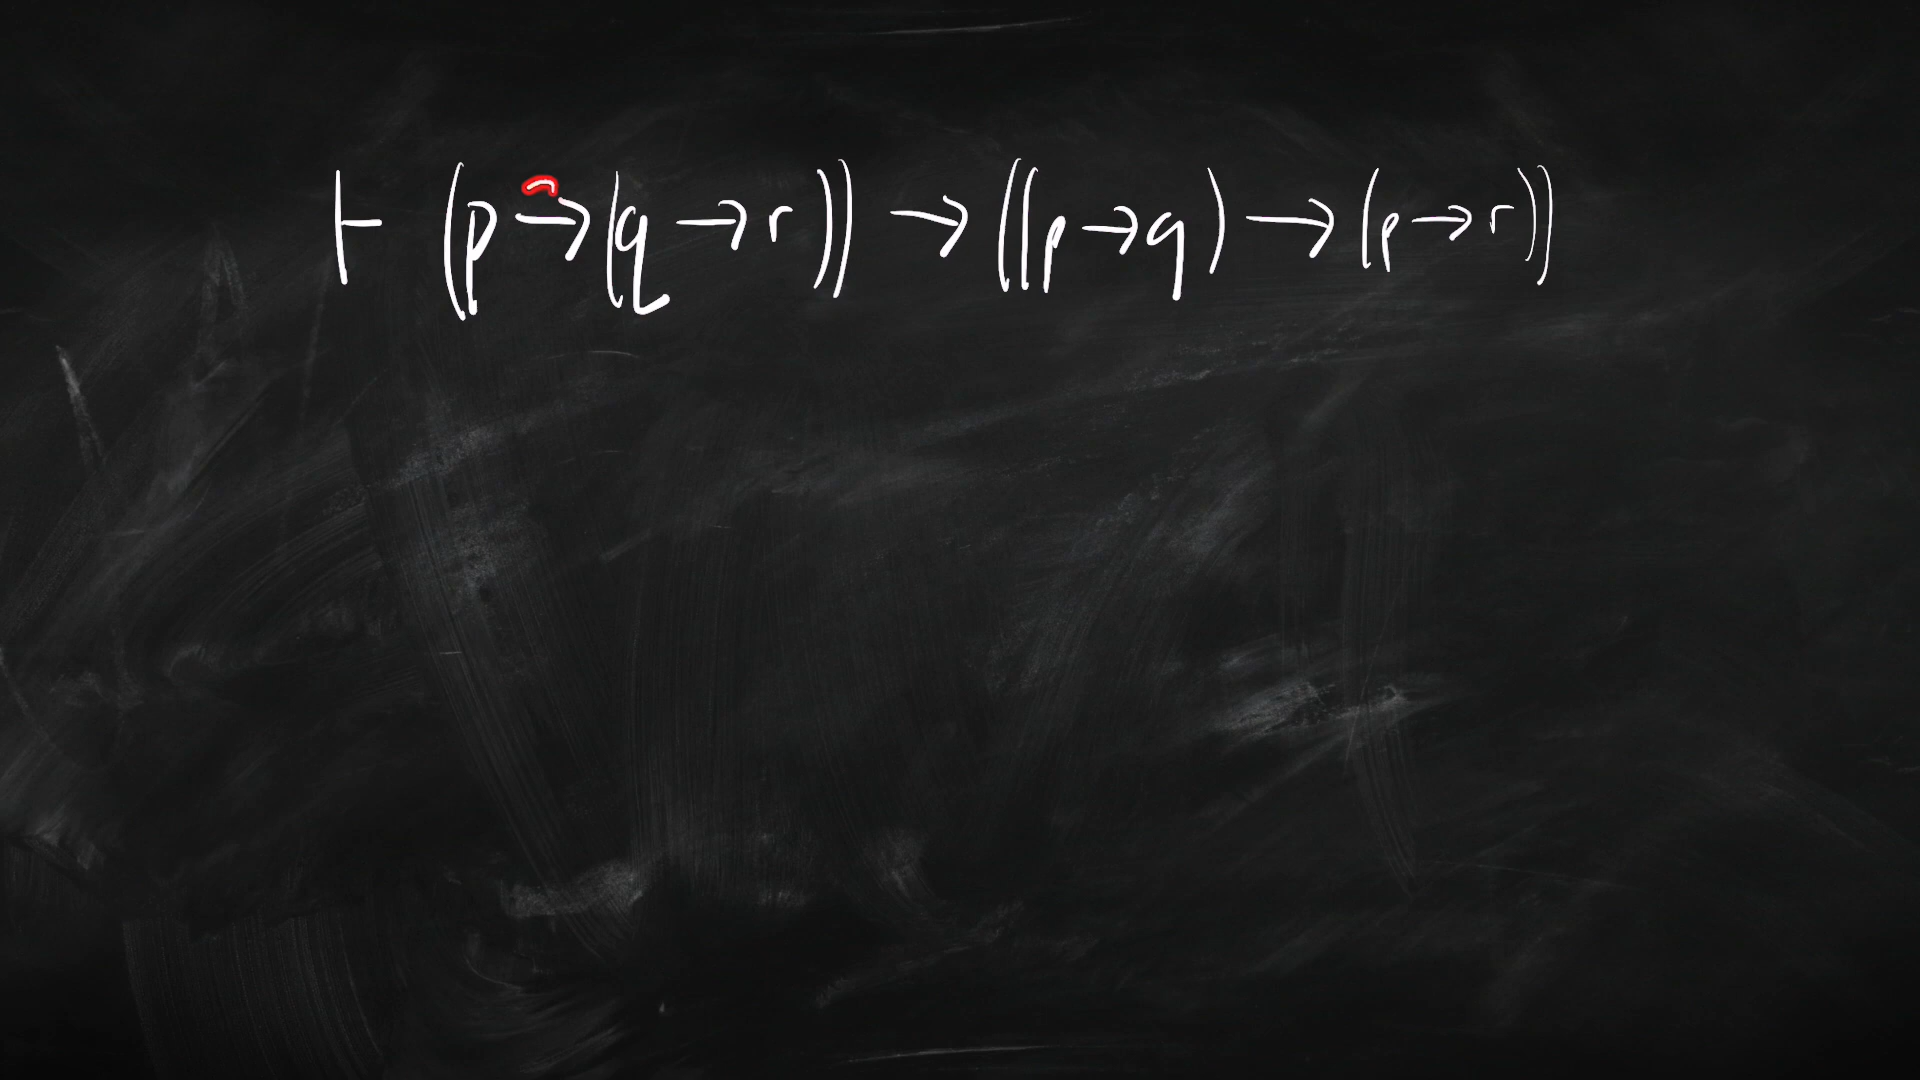 ⊢ (p → (q → r)) → ((p → q) → (p → r))